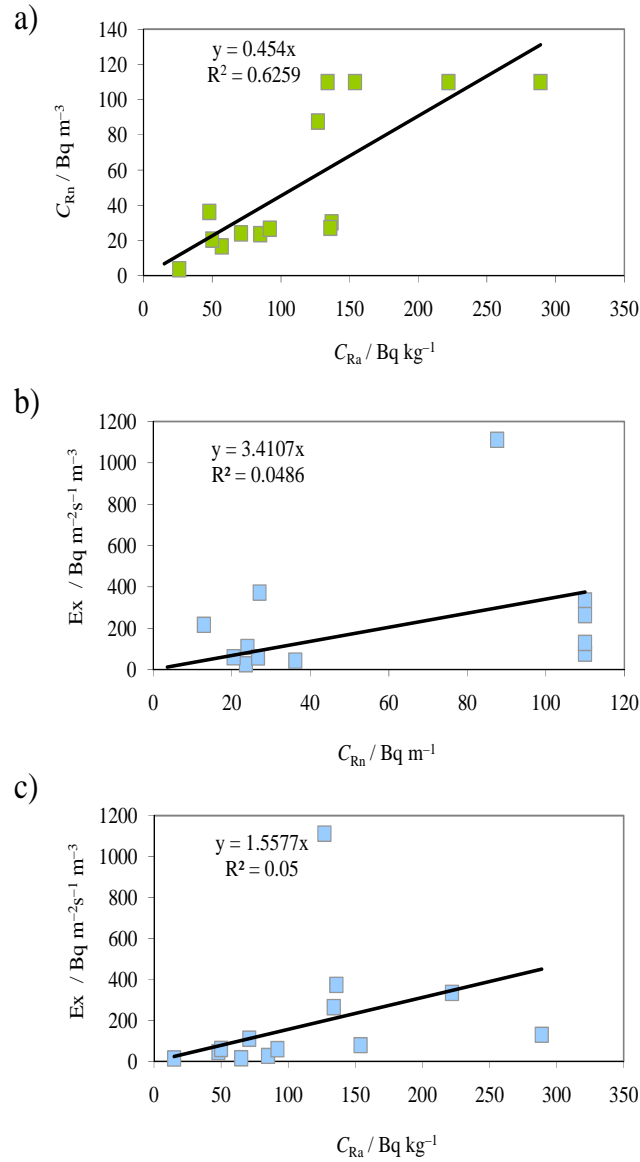 a)
y = 0.454x
R² = 0.6259
140
120
100
80
60
40
20
0
0 50 100 150 200 250 300 350
C_Rn / Bq m⁻³
C_Ra / Bq kg⁻¹
b)
y = 3.4107x
R² = 0.0486
1200
1000
800
600
400
200
0
0 20 40 60 80 100 120
Ex / Bq m⁻²s⁻¹ m⁻³
C_Rn / Bq m⁻¹
c)
y = 1.5577x
R² = 0.05
1200
1000
800
600
400
200
0
0 50 100 150 200 250 300 350
Ex / Bq m⁻²s⁻¹ m⁻³
C_Ra / Bq kg⁻¹